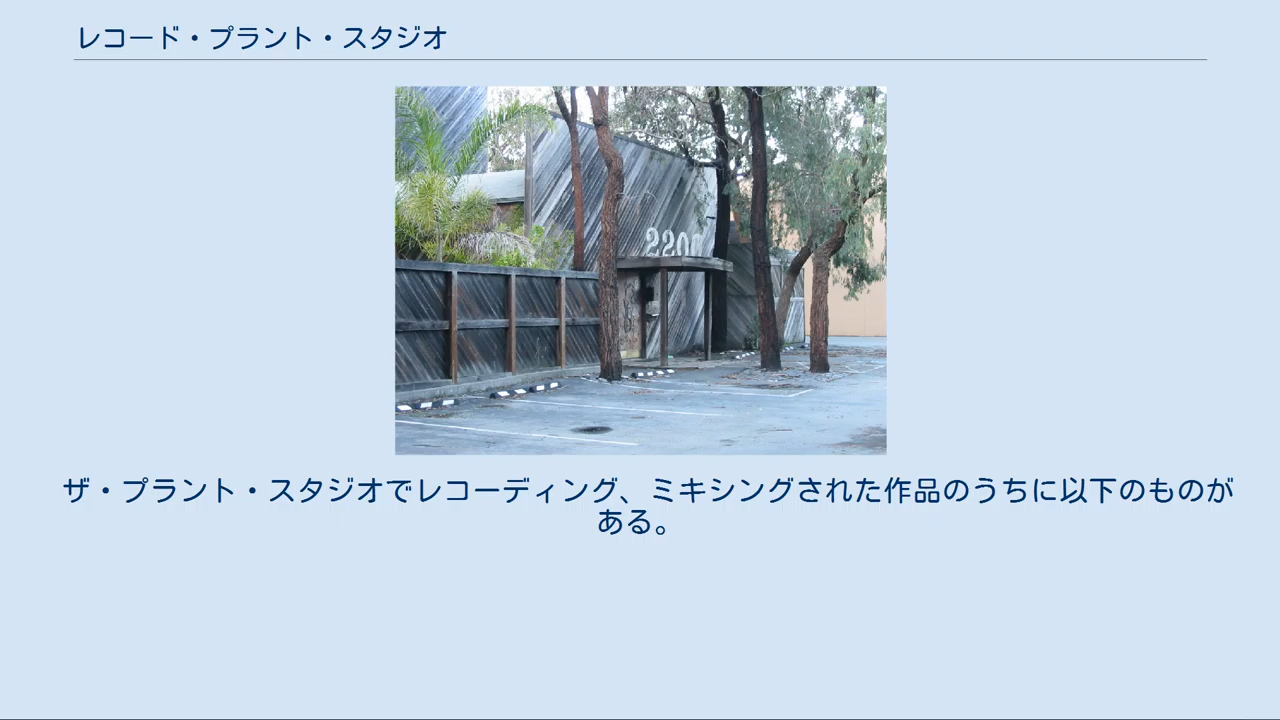 レコード・プラント・スタジオ
2200
ザ・プラント・スタジオでレコーディング、ミキシングされた作品のうちに以下のものが
ある。